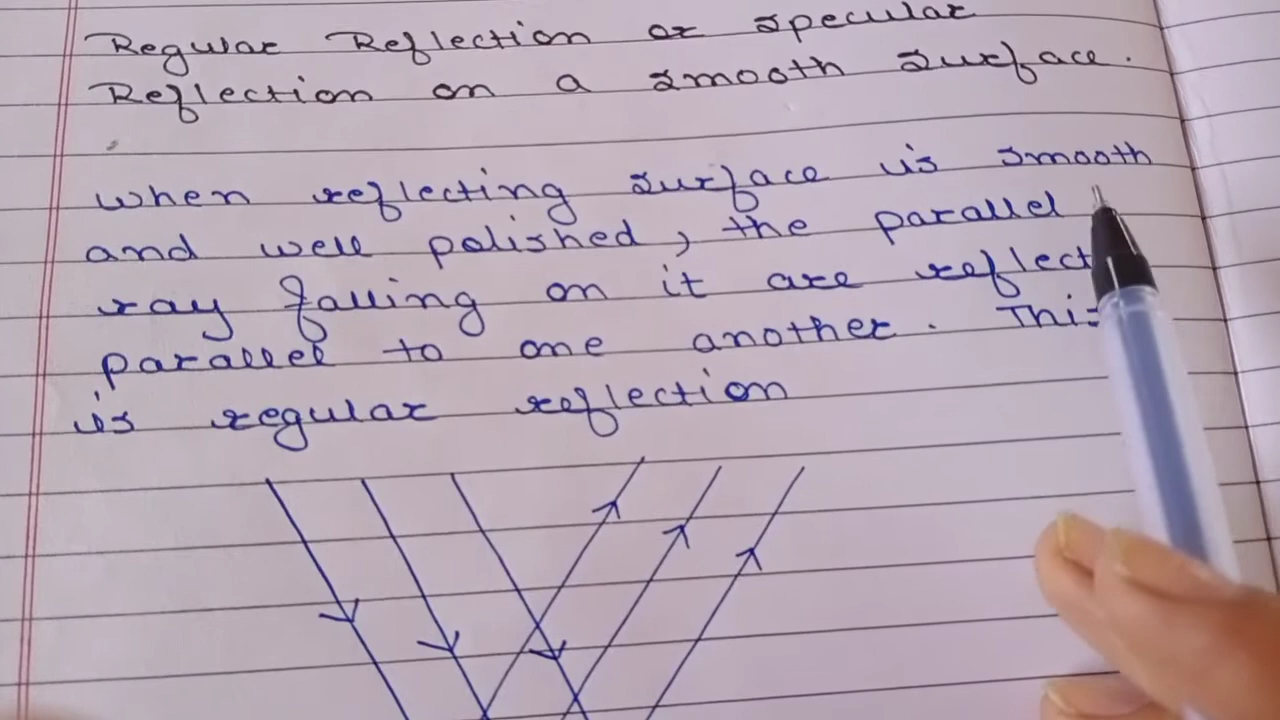 Regular Reflection or specular
Reflection on a smooth surface.
when reflecting surface is smooth
and well polished, the parallel
ray falling on it are reflect
parallel to one another. This
is regular reflection